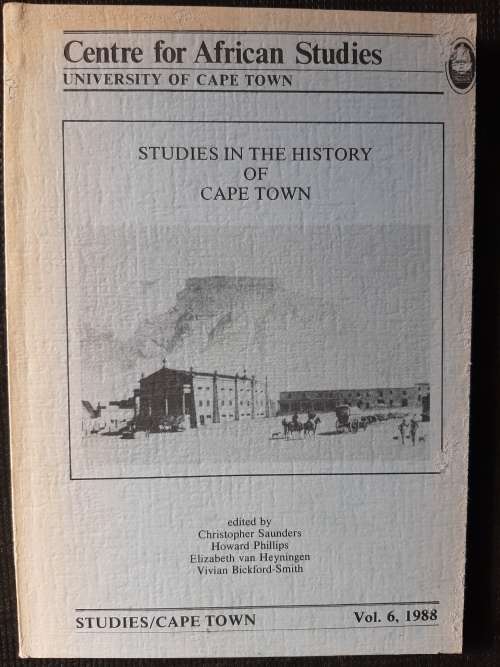 Centre for African Studies
UNIVERSITY OF CAPE TOWN
STUDIES IN THE HISTORY
OF
CAPE TOWN
edited by
Christopher Saunders
Howard Phillips
Elizabeth van Heyningen
Vivian Bickford-Smith
STUDIES/CAPE TOWN Vol. 6, 1988